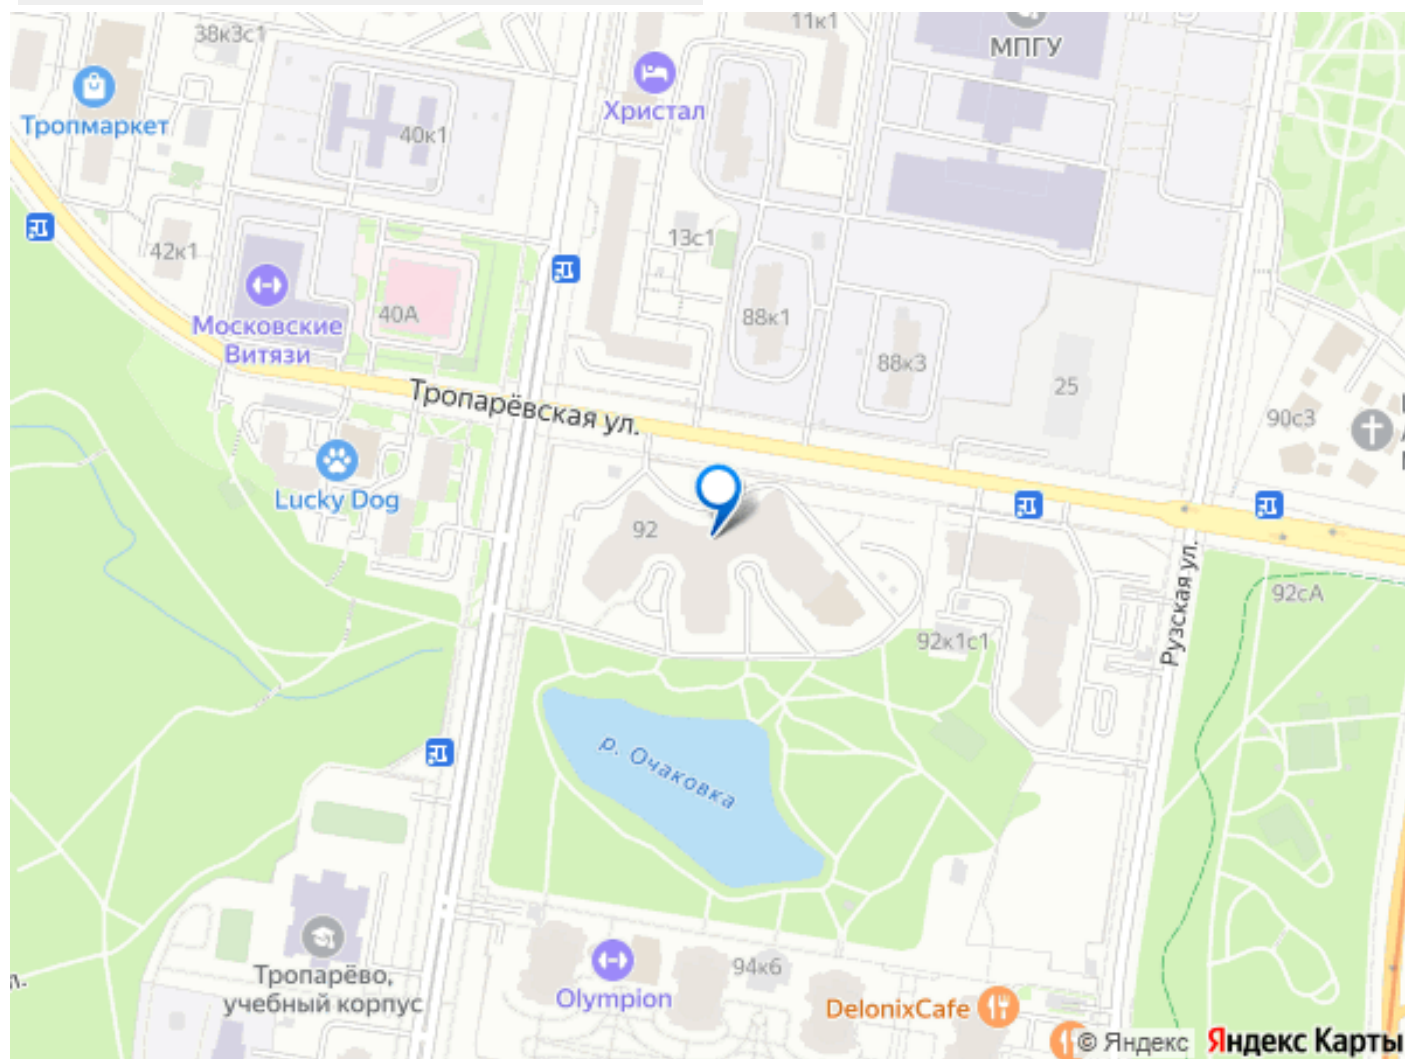 38к3с1
11к1
МПГУ
Тропмаркет
Христал
40к1
42к1
13с1
40А
Московские
Витязи
88к1
88к3
25
Тропарёвская ул.
90с3
Lucky Dog
92
92сА
Рузская ул.
92к1с1
р. Очаковка
Тропарёво,
учебный корпус
Olympion
94к6
DelonixCafe
© Яндекс Яндекс Карты